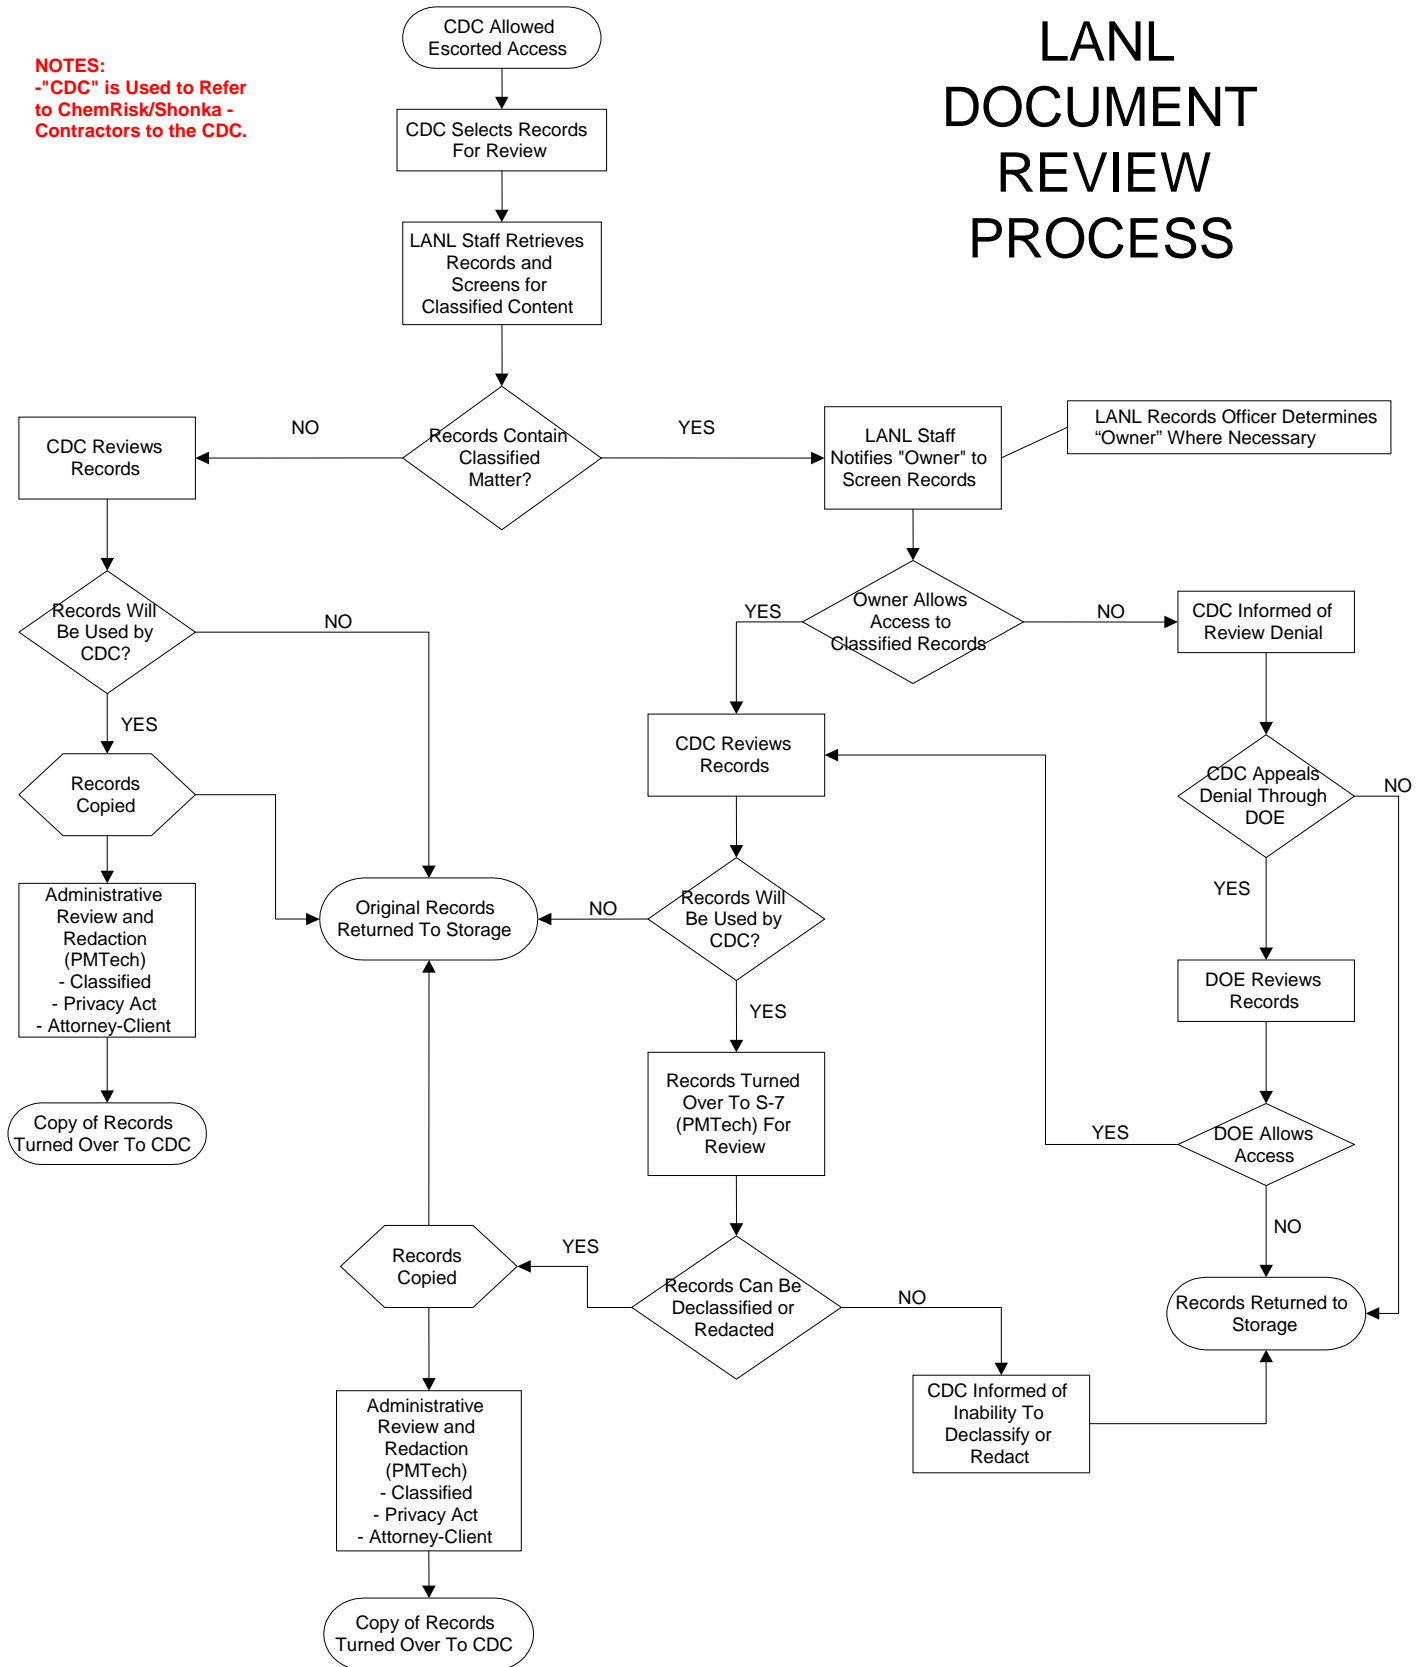 CDC Allowed
Escorted Access
LANL
DOCUMENT
REVIEW
PROCESS
NOTES:
-"CDC" is Used to Refer
to ChemRisk/Shonka -
Contractors to the CDC.
CDC Selects Records
For Review
LANL Staff Retrieves
Records and
Screens for
Classified Content
Records Contain
Classified
Matter?
NO
YES
CDC Reviews
Records
LANL Staff
Notifies "Owner" to
Screen Records
LANL Records Officer Determines
“Owner” Where Necessary
Records Will
Be Used by
CDC?
NO
YES
Owner Allows
Access to
Classified Records
YES
NO
CDC Informed of
Review Denial
CDC Reviews
Records
CDC Appeals
Denial Through
DOE
NO
YES
Records
Copied
Administrative
Review and
Redaction
(PMTech)
- Classified
- Privacy Act
- Attorney-Client
Original Records
Returned To Storage
NO
Records Will
Be Used by
CDC?
YES
DOE Reviews
Records
Copy of Records
Turned Over To CDC
Records Turned
Over To S-7
(PMTech) For
Review
YES
DOE Allows
Access
NO
Records
Copied
YES
Records Can Be
Declassified or
Redacted
NO
Records Returned to
Storage
CDC Informed of
Inability To
Declassify or
Redact
Administrative
Review and
Redaction
(PMTech)
- Classified
- Privacy Act
- Attorney-Client
Copy of Records
Turned Over To CDC